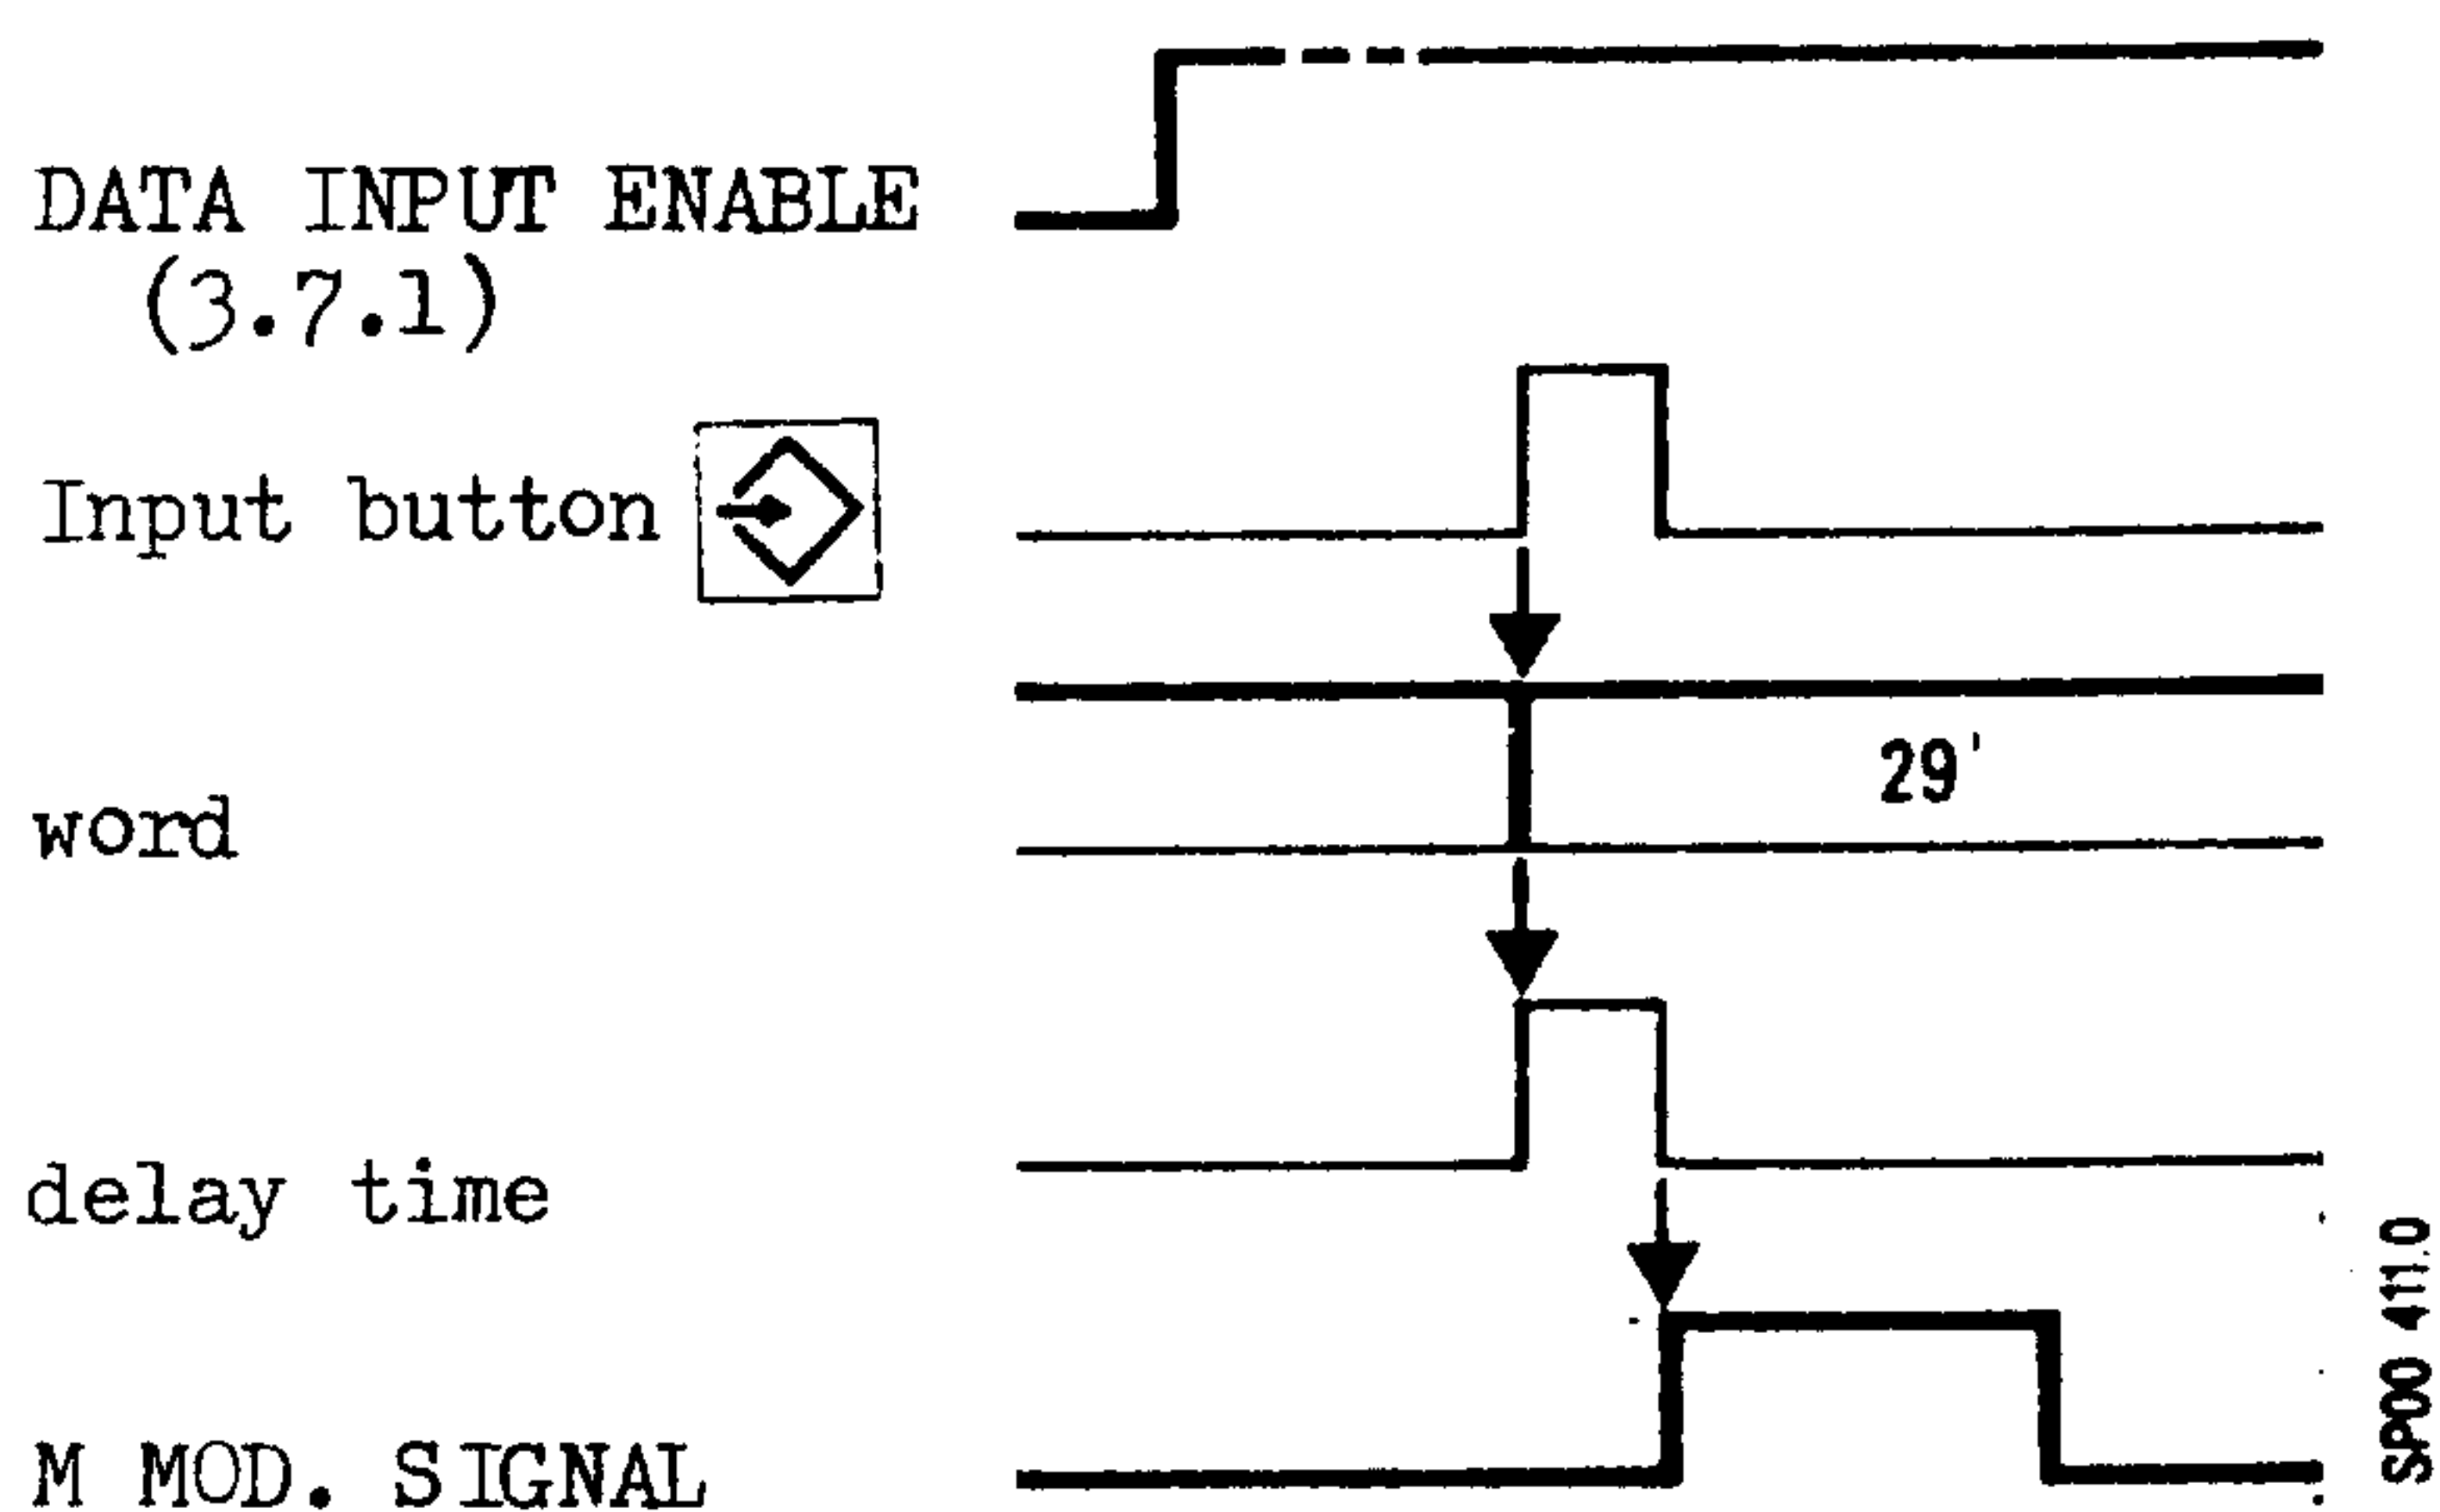 DATA INPUT ENABLE
(3.7.1)
Input button
word
29'
delay time
M MOD. SIGNAL
SP00 411.0